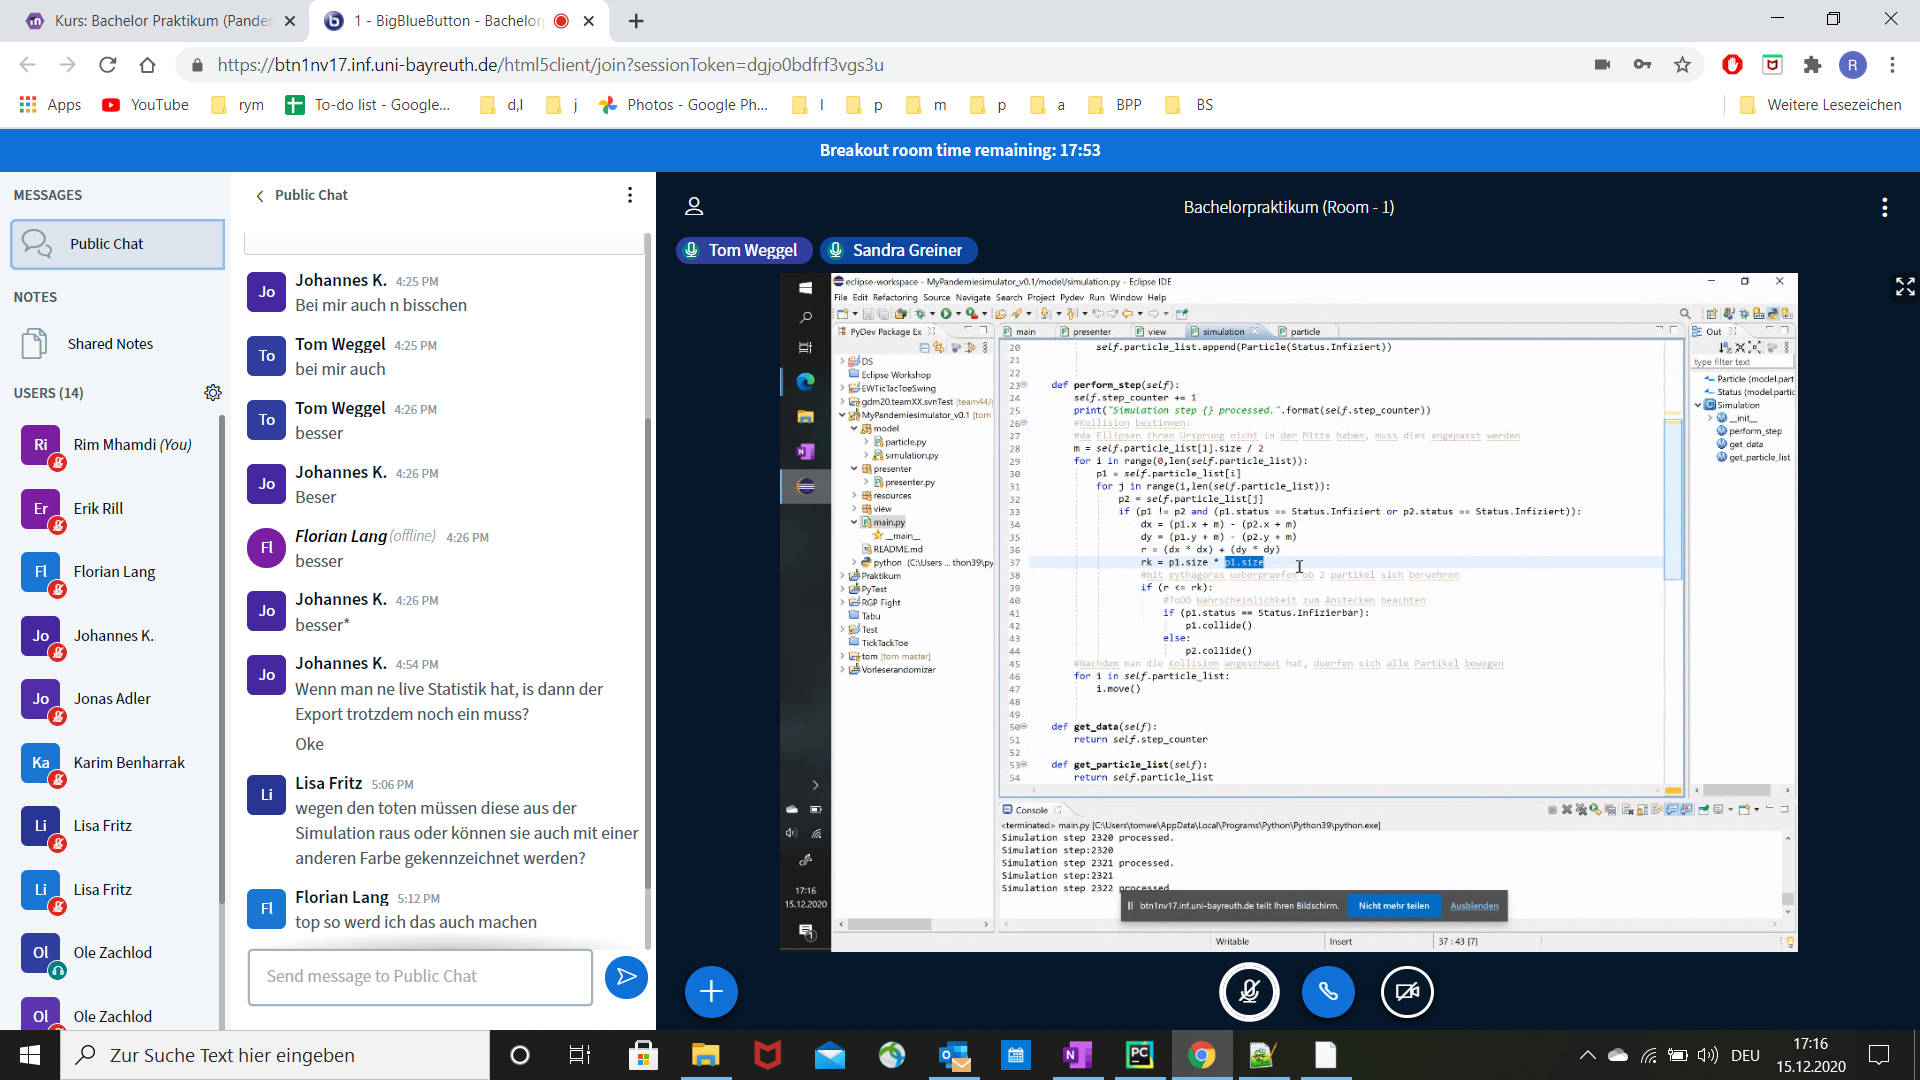 Kurs: Bachelor Praktikum (Pander
1 - BigBlueButton - Bachelor
https://btn1nv17.inf.uni-bayreuth.de/html5client/join?sessionToken=dgjo0bdfrf3vgs3u
R
Apps
YouTube
rym
To-do list - Google...
d,l
j
Photos - Google Ph...
l
p
m
p
a
BPP
BS
Weitere Lesezeichen
Breakout room time remaining: 17:53
MESSAGES
Public Chat
NOTES
Shared Notes
USERS (14)
Ri
Rim Mhamdi (You)
Er
Erik Rill
Fl
Florian Lang
Jo
Johannes K.
Jo
Jonas Adler
Ka
Karim Benharrak
Li
Lisa Fritz
Li
Lisa Fritz
Ol
Ole Zachlod
Ol
Ole Zachlod
Public Chat
Jo
Johannes K. 4:25 PM
Bei mir auch n bisschen
To
Tom Weggel 4:25 PM
bei mir auch
To
Tom Weggel 4:26 PM
besser
Jo
Johannes K. 4:26 PM
Beser
Fl
Florian Lang (offline) 4:26 PM
besser
Jo
Johannes K. 4:26 PM
besser*
Jo
Johannes K. 4:54 PM
Wenn man ne live Statistik hat, is dann der
Export trotzdem noch ein muss?
Oke
Li
Lisa Fritz 5:06 PM
wegen den toten müssen diese aus der
Simulation raus oder können sie auch mit einer
anderen Farbe gekennzeichnet werden?
Fl
Florian Lang 5:12 PM
top so werd ich das auch machen
Send message to Public Chat
Bachelorpraktikum (Room - 1)
Tom Weggel
Sandra Greiner
eclipse-workspace - MyPandemiesimulator_v0.1/model/simulation.py - Eclipse IDE
File Edit Refactoring Source Navigate Search Project Pydev Run Window Help
PyDev Package Ex
DS
Eclipse Workshop
EWTicTacToeSwing
gdm20.teamXX.svnTest [team44/
MyPandemiesimulator_v0.1 [tom
model
particle.py
simulation.py
presenter
presenter.py
resources
view
main.py
__main__
README.md
python (C:\Users ... thon39\py
Praktikum
PyTest
RGP Fight
Tabu
Test
TickTackToe
tom [tom master]
Vorleserandomizer
main
presenter
view
simulation
particle
20 self.particle_list.append(Particle(Status.Infiziert))
21
22
23 def perform_step(self):
24 self.step_counter += 1
25 print("Simulation step {} processed.".format(self.step_counter))
26 #Kollision bestimmen:
27 #da Ellipsen ihren Ursprung nicht in der Mitte haben, muss dies angepasst werden
28 m = self.particle_list[1].size / 2
29 for i in range(0,len(self.particle_list)):
30 p1 = self.particle_list[i]
31 for j in range(i,len(self.particle_list)):
32 p2 = self.particle_list[j]
33 if (p1 != p2 and (p1.status == Status.Infiziert or p2.status == Status.Infiziert)):
34 dx = (p1.x + m) - (p2.x + m)
35 dy = (p1.y + m) - (p2.y + m)
36 r = (dx * dx) + (dy * dy)
37 rk = p1.size * p1.size
38 #mit pythagoras ueberpruefen ob 2 partikel sich beruehren
39 if (r <= rk):
40 #ToDO Wahrscheinlichkeit zum Anstecken beachten
41 if (p1.status == Status.Infizierbar):
42 p1.collide()
43 else:
44 p2.collide()
45 #Nachdem man die Kollision angeschaut hat, duerfen sich alle Partikel bewegen
46 for i in self.particle_list:
47 i.move()
48
49
50 def get_data(self):
51 return self.step_counter
52
53 def get_particle_list(self):
54 return self.particle_list
Out
type filter text
Particle (model.part
Status (model.partic
Simulation
__init__
perform_step
get_data
get_particle_list
Console
<terminated> main.py [C:\Users\tomwe\AppData\Local\Programs\Python\Python39\python.exe]
Simulation step 2320 processed.
Simulation step:2320
Simulation step 2321 processed.
Simulation step:2321
Simulation step 2322 processed
btn1nv17.inf.uni-bayreuth.de teilt Ihren Bildschirm.
Nicht mehr teilen
Ausblenden
Writable
Insert
37 : 43 [7]
17:16
15.12.2020
1
Zur Suche Text hier eingeben
DEU
17:16
15.12.2020